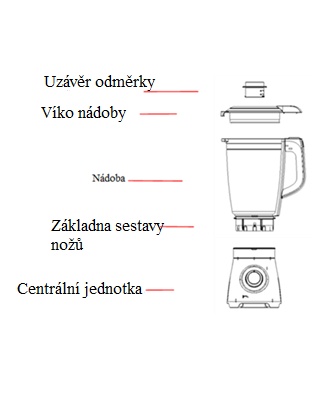 Uzávěr odměrky
Víko nádoby
Nádoba
Základna sestavy
nožů
Centrální jednotka